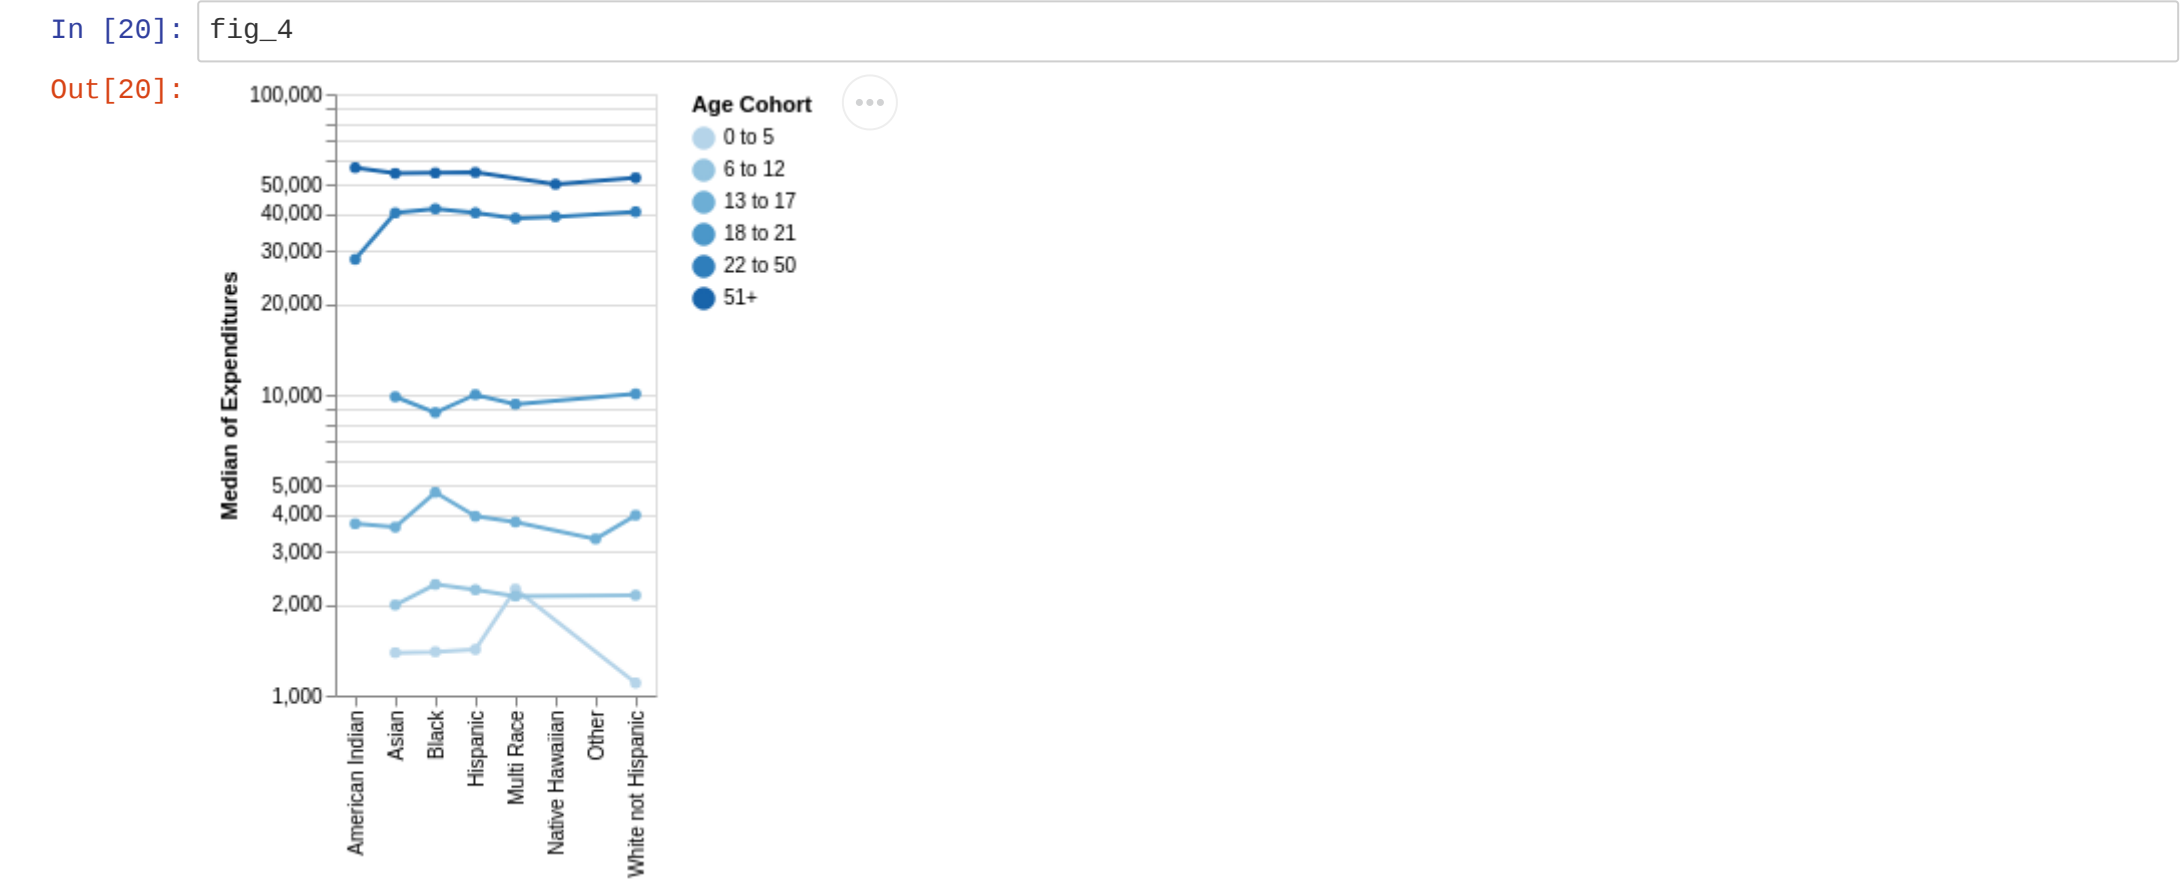 In [20]:
fig_4
Out[20]:
100,000
50,000
40,000
30,000
20,000
10,000
5,000
4,000
3,000
2,000
1,000
Median of Expenditures
American Indian
Asian
Black
Hispanic
Multi Race
Native Hawaiian
Other
White not Hispanic
Age Cohort
0 to 5
6 to 12
13 to 17
18 to 21
22 to 50
51+